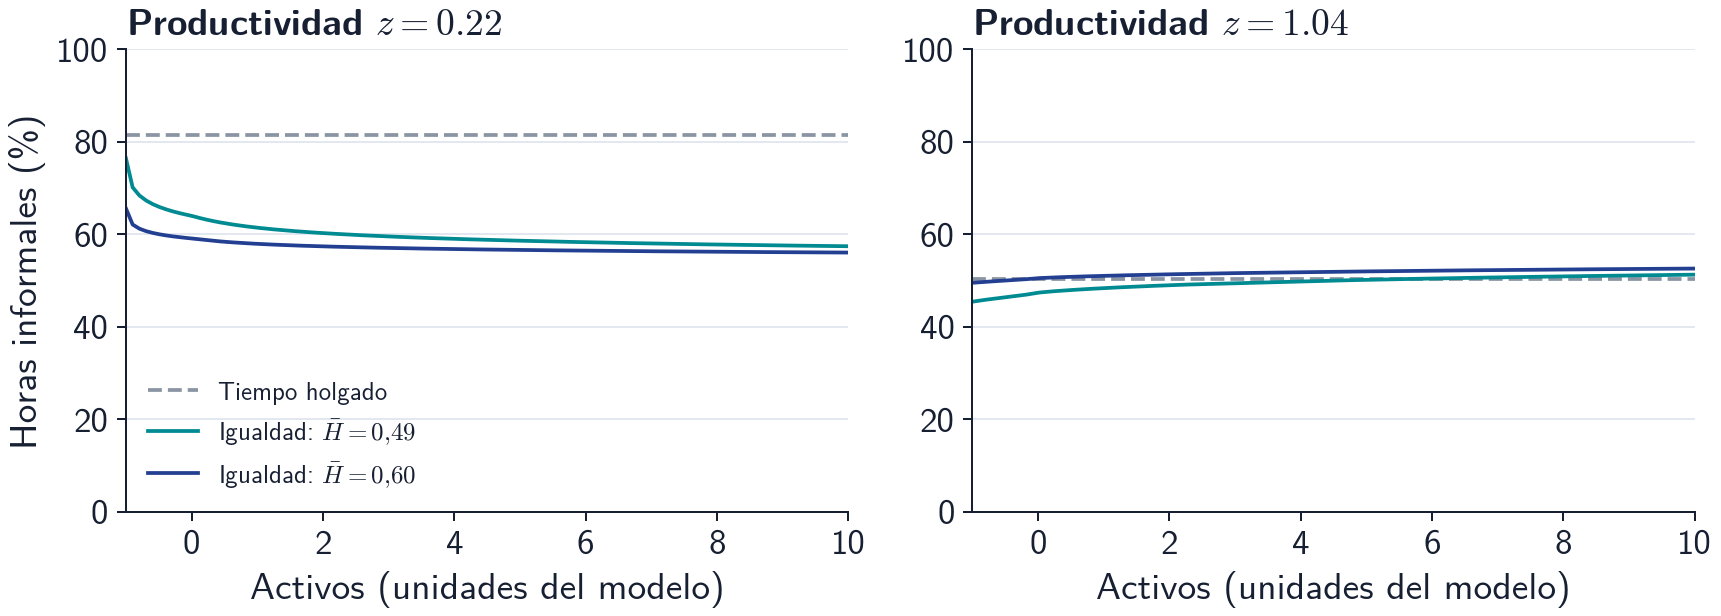 Productividad z = 0.22
Horas informales (%)
100
80
60
40
20
0
Tiempo holgado
Igualdad: H̄ = 0,49
Igualdad: H̄ = 0,60
0 2 4 6 8 10
Activos (unidades del modelo)
Productividad z = 1.04
100
80
60
40
20
0
0 2 4 6 8 10
Activos (unidades del modelo)